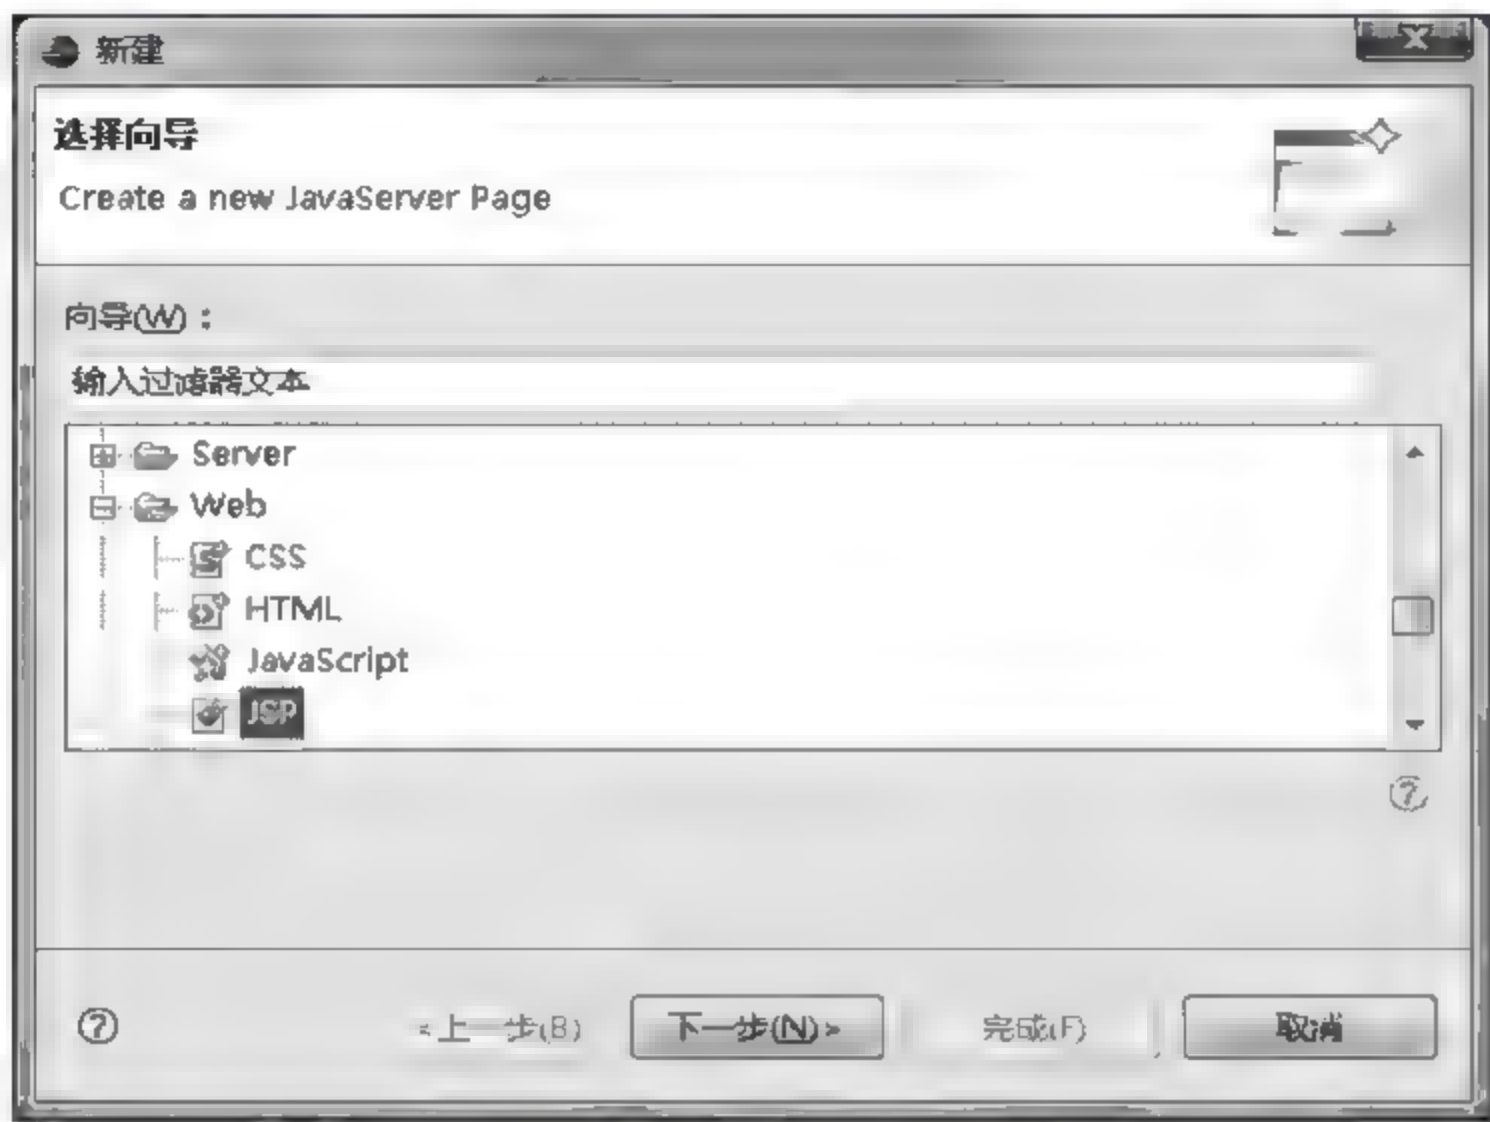 新建
选择向导
Create a new JavaServer Page
向导(W)：
输入过滤器文本
Server
Web
CSS
HTML
JavaScript
JSP
<上一步(B)
下一步(N)>
完成(F)
取消